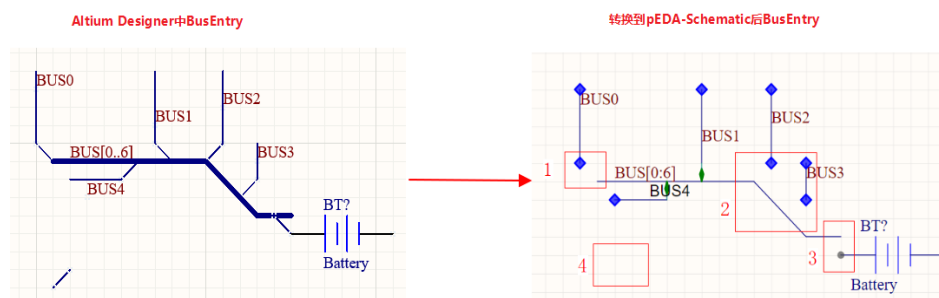 Altium Designer中BusEntry
转换到pEDA-Schematic后BusEntry
BUS0
BUS1
BUS2
BUS[0..6]
BUS3
BUS4
BT?
Battery
BUS0
BUS1
BUS2
1
BUS[0:6]
BUS3
BUS4
2
BT?
3
4
Battery